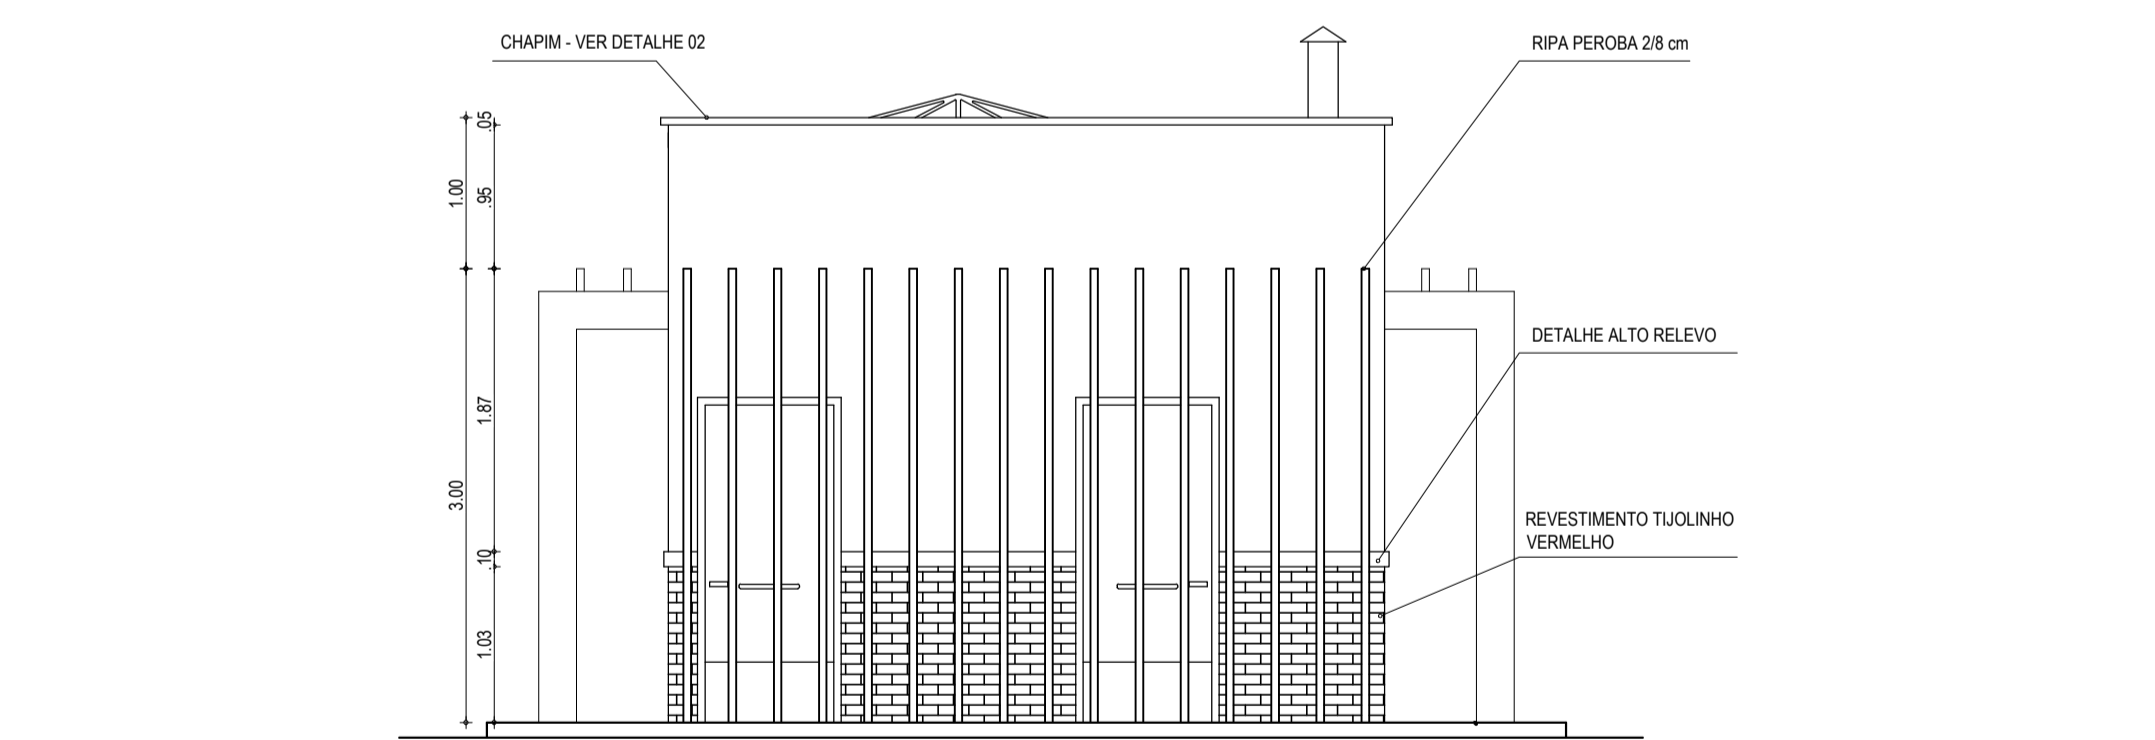 CHAPIM - VER DETALHE 02
RIPA PEROBA 2/8 cm
.05
1.00
.95
DETALHE ALTO RELEVO
1.87
3.00
REVESTIMENTO TIJOLINHO
VERMELHO
.10
1.03